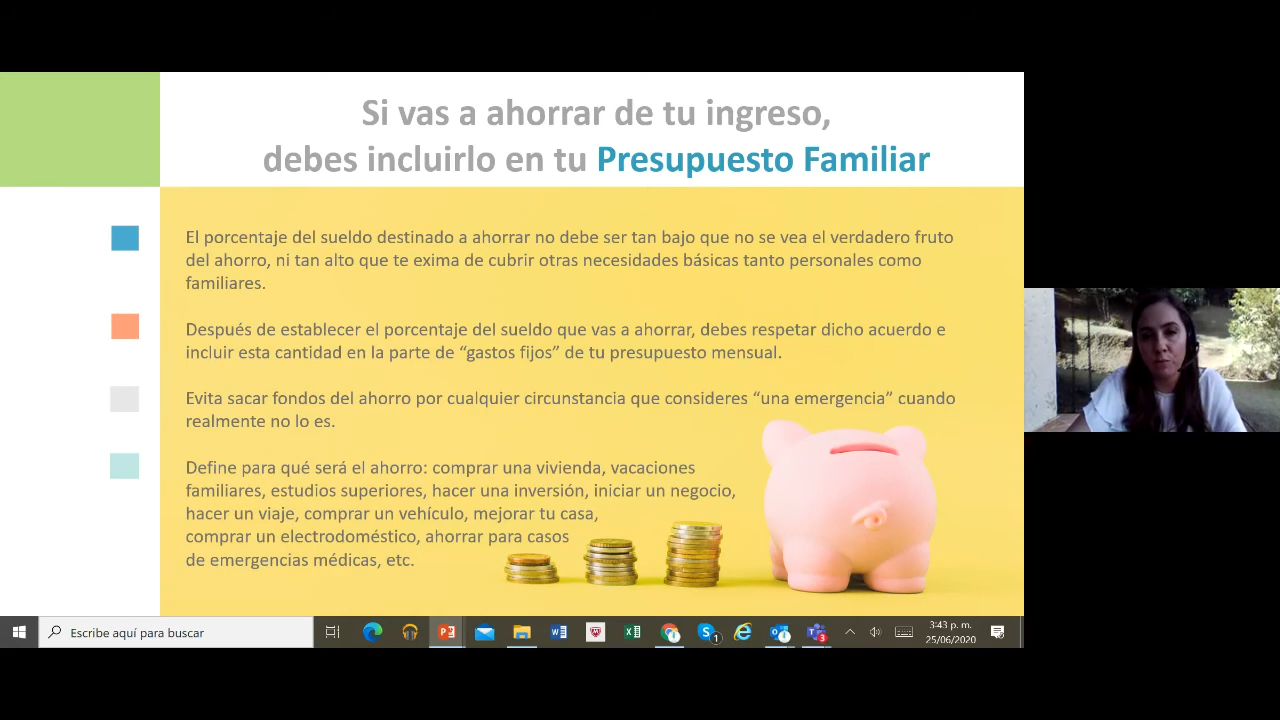 Si vas a ahorrar de tu ingreso,
debes incluirlo en tu Presupuesto Familiar
El porcentaje del sueldo destinado a ahorrar no debe ser tan bajo que no se vea el verdadero fruto
del ahorro, ni tan alto que te exima de cubrir otras necesidades básicas tanto personales como
familiares.
Después de establecer el porcentaje del sueldo que vas a ahorrar, debes respetar dicho acuerdo e
incluir esta cantidad en la parte de “gastos fijos” de tu presupuesto mensual.
Evita sacar fondos del ahorro por cualquier circunstancia que consideres “una emergencia” cuando
realmente no lo es.
Define para qué será el ahorro: comprar una vivienda, vacaciones
familiares, estudios superiores, hacer una inversión, iniciar un negocio,
hacer un viaje, comprar un vehículo, mejorar tu casa,
comprar un electrodoméstico, ahorrar para casos
de emergencias médicas, etc.
Escribe aquí para buscar
3:43 p. m.
25/06/2020